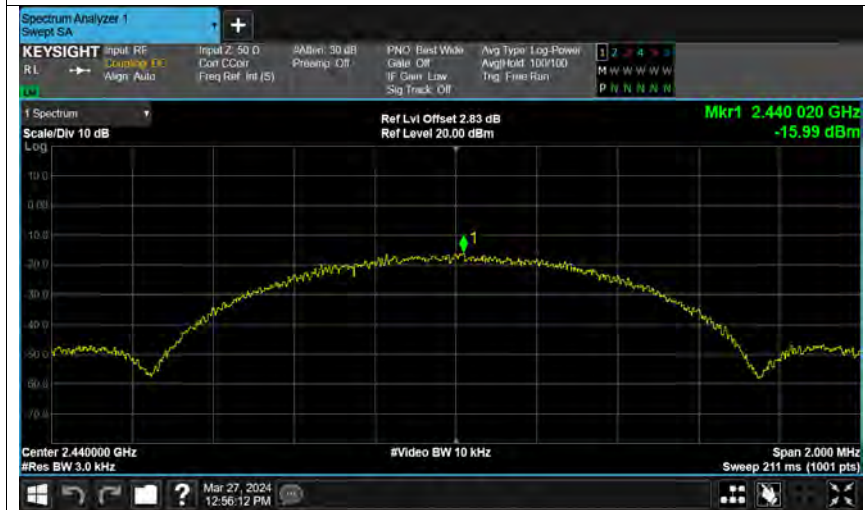 Spectrum Analyzer 1
Swept SA
+
KEYSIGHT Input: RF
RL
Coupling: DC
Align: Auto
Input Z: 50 Ω
Corr CCorr
Freq Ref: Int (S)
#Atten: 30 dB
Preamp: Off
PNO: Best Wide
Gate: Off
IF Gain: Low
Sig Track: Off
Avg Type: Log-Power
Avg|Hold: 100/100
Trig: Free Run
1 2 3 4 5 6
M W W W W W
P N N N N N
1 Spectrum
Scale/Div 10 dB
Ref Lvl Offset 2.83 dB
Ref Level 20.00 dBm
Mkr1 2.440 020 GHz
-15.99 dBm
Log
10.0
0.00
-10.0
-20.0
-30.0
-40.0
-50.0
-60.0
-70.0
1
Center 2.440000 GHz
#Video BW 10 kHz
Span 2.000 MHz
#Res BW 3.0 kHz
Sweep 211 ms (1001 pts)
?
Mar 27, 2024
12:56:12 PM